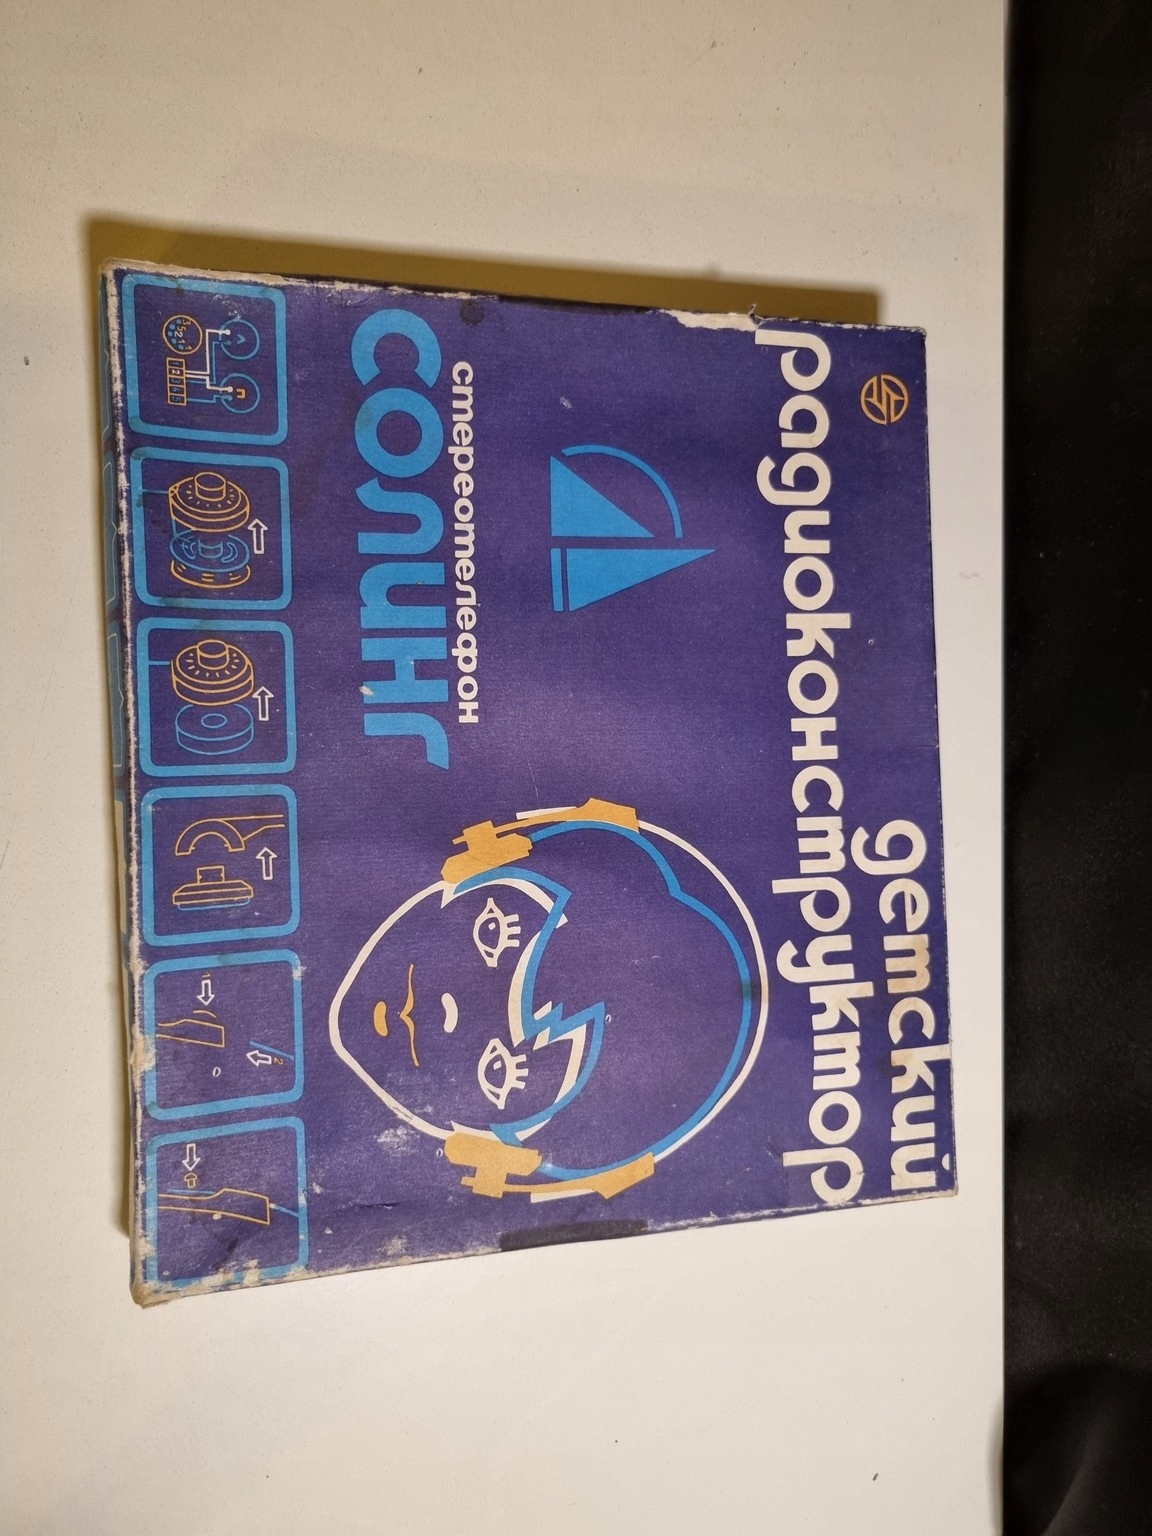 детский
радиоконструктор
стереотелефон
солинг